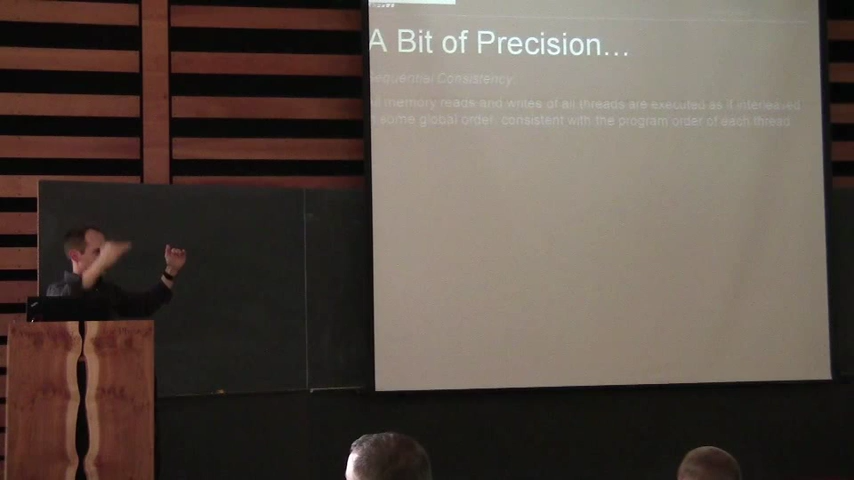 A Bit of Precision...
Sequential Consistency:
memory reads and writes of all threads are executed as if interleaved
some global order, consistent with the program order of each thread